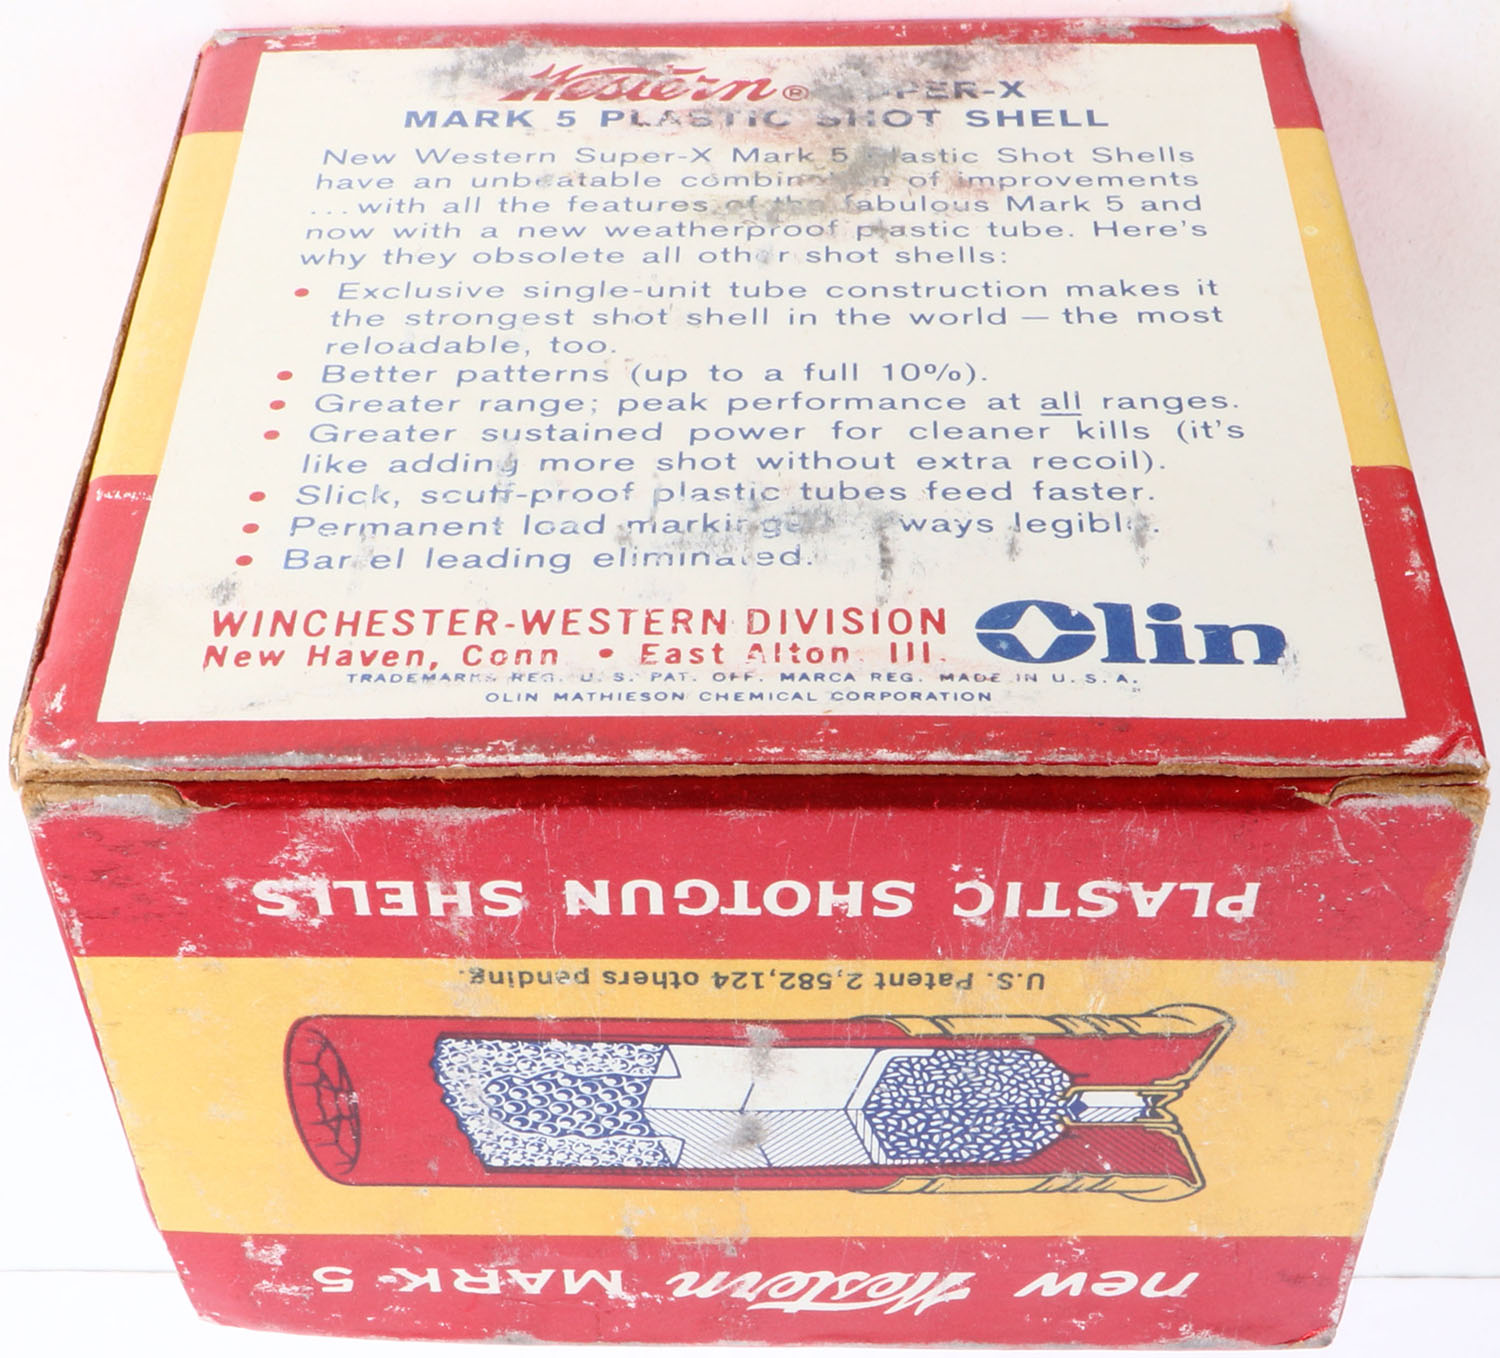 Western® SUPER-X
MARK 5 PLASTIC SHOT SHELL
New Western Super-X Mark 5 Plastic Shot Shells
have an unbeatable combination of improvements
...with all the features of the fabulous Mark 5 and
now with a new weatherproof plastic tube. Here's
why they obsolete all other shot shells:
• Exclusive single-unit tube construction makes it
the strongest shot shell in the world — the most
reloadable, too.
• Better patterns (up to a full 10%).
• Greater range; peak performance at all ranges.
• Greater sustained power for cleaner kills (it's
like adding more shot without extra recoil).
• Slick, scuff-proof plastic tubes feed faster.
• Permanent load markings always legible.
• Barrel leading eliminated.
WINCHESTER-WESTERN DIVISION
New Haven, Conn • East Alton, Ill.
Olin
TRADEMARKS REG. U. S. PAT. OFF. MARCA REG. MADE IN U. S. A.
OLIN MATHIESON CHEMICAL CORPORATION
new Western MARK 5
U.S. Patent 2,582,124 others pending.
PLASTIC SHOTGUN SHELLS